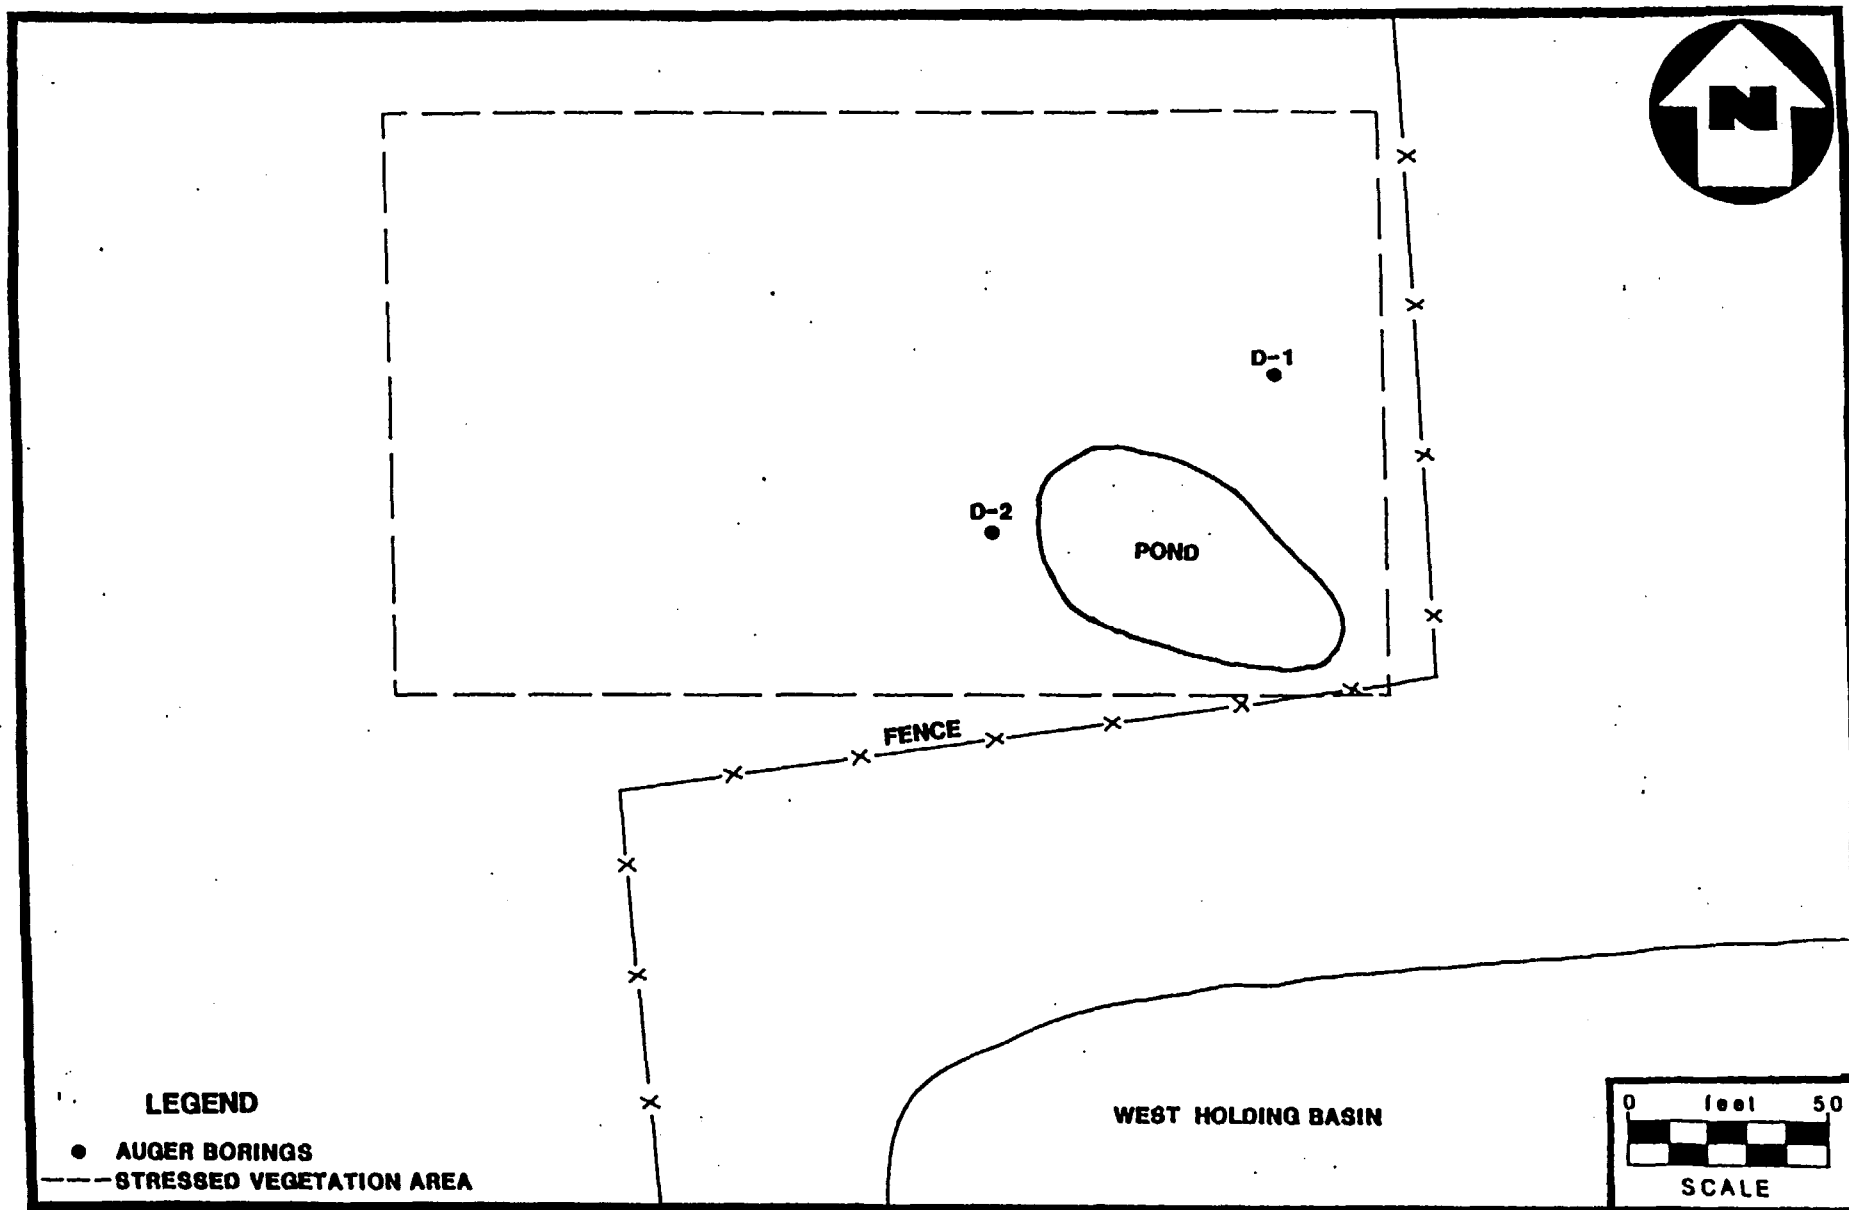 N
D-1
D-2
POND
FENCE
WEST HOLDING BASIN
LEGEND
AUGER BORINGS
STRESSED VEGETATION AREA
0 feet 50
SCALE